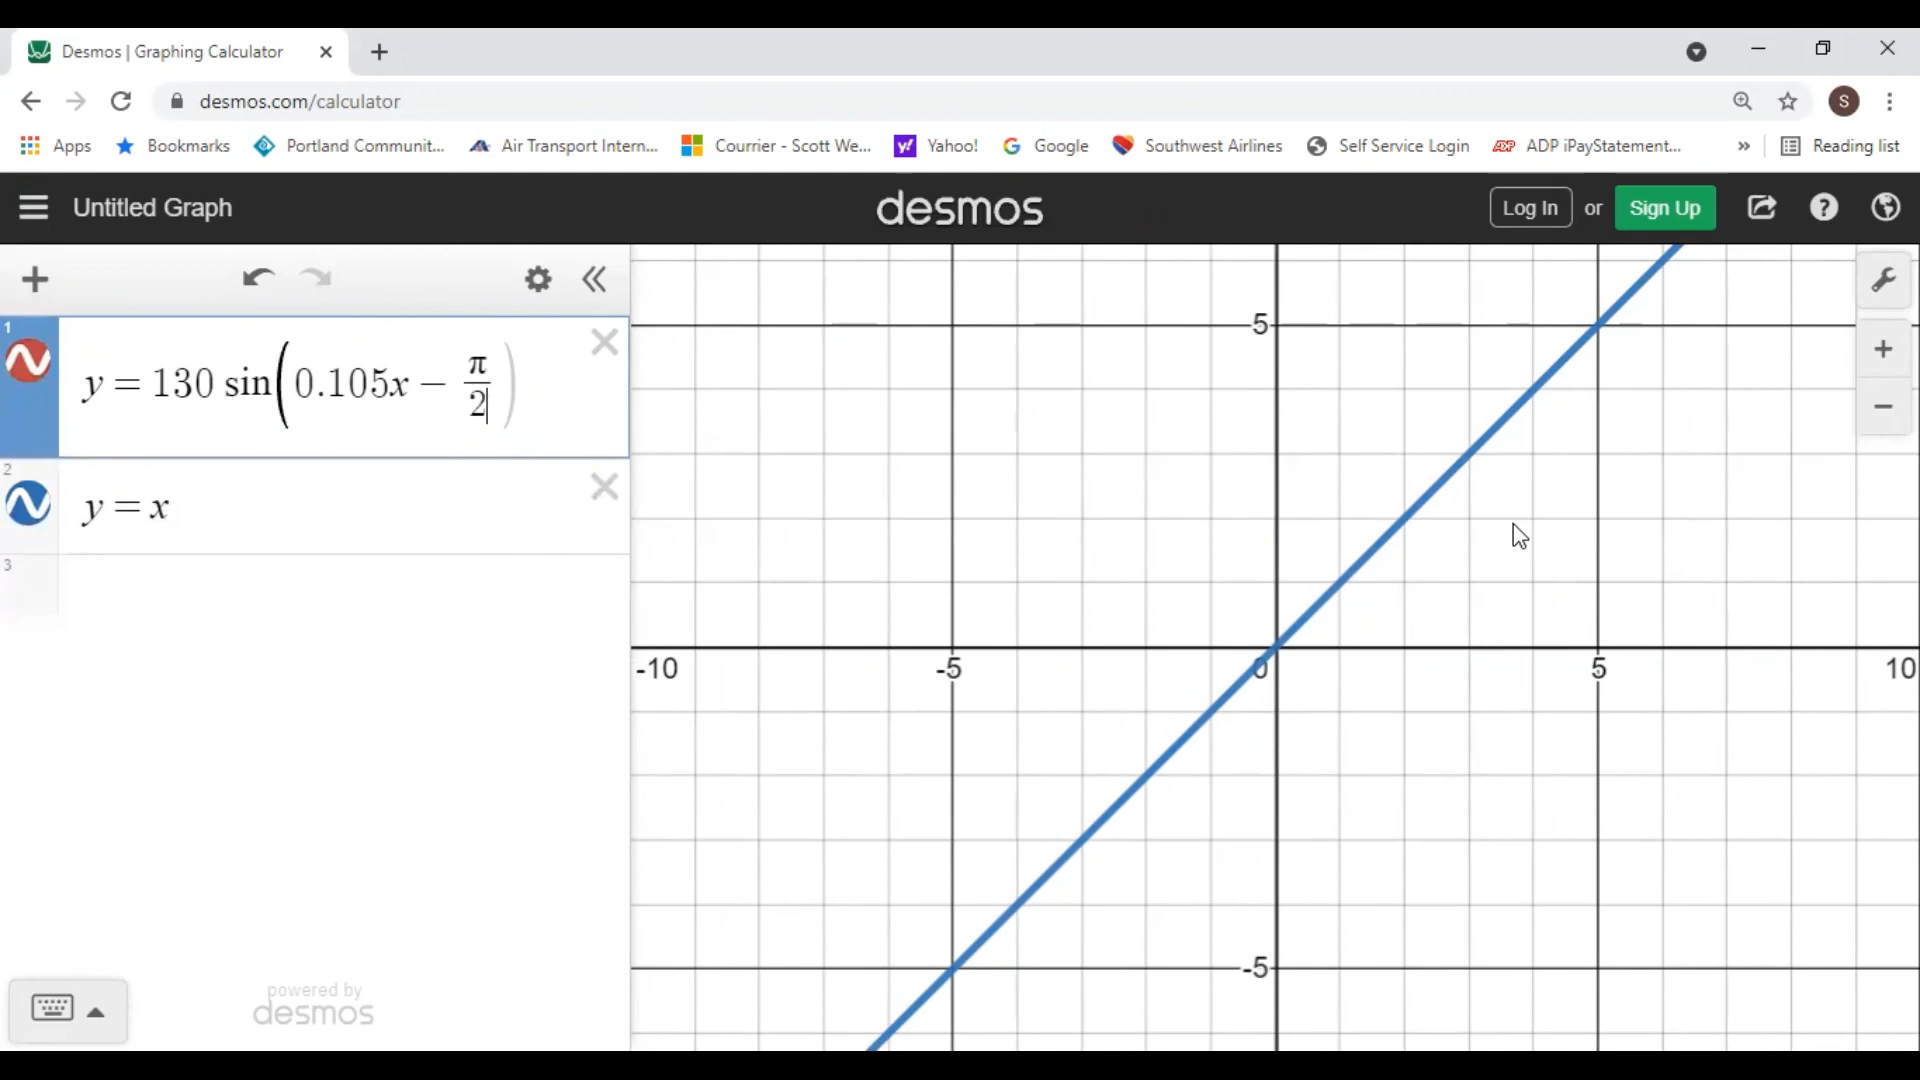 Desmos | Graphing Calculator
desmos.com/calculator
S
Apps Bookmarks Portland Communit... Air Transport Intern... Courrier - Scott We... Yahoo! Google Southwest Airlines Self Service Login ADP iPayStatement... » Reading list
Untitled Graph desmos Log In or Sign Up
1
y = 130 sin(0.105x − π/2)
2
y = x
3
powered by
desmos
5
-10 -5 0 5 10
-5